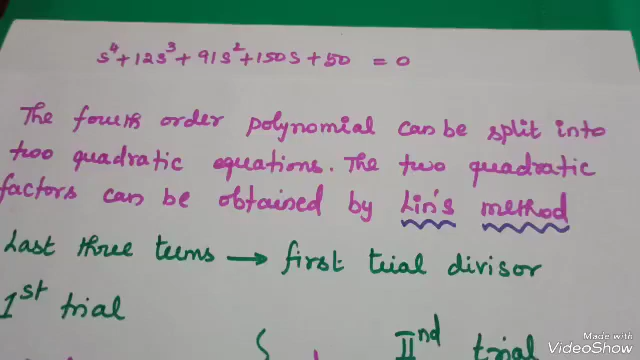 s⁴+12s³+91s²+150s+50 = 0
The fourth order polynomial can be split into
two quadratic equations. The two quadratic
factors can be obtained by Lin's method
Last three terms → first trial divisor
1st trial
IInd trial
Made with
VideoShow